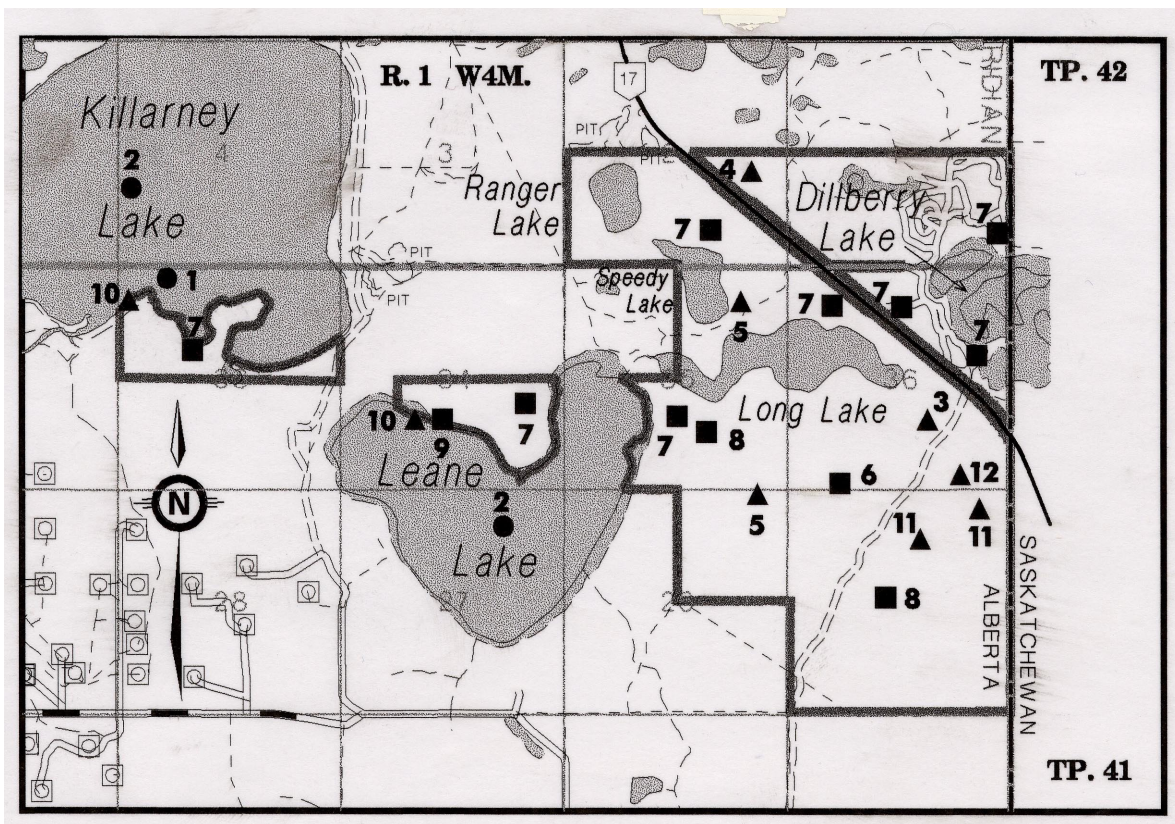 R. 1 W4M.
17
RIDIAN
TP. 42
Killarney
4
2
Lake
3
PIT
PIT
Ranger
Lake
4
Dillberry
Lake
7
7
10
1
PIT
PIT
Speedy
Lake
5
7
7
7
7
10
9
7
7
8
Long Lake
3
Leane
2
Lake
6
12
5
11
11
N
28
27
8
SASKATCHEWAN
ALBERTA
TP. 41